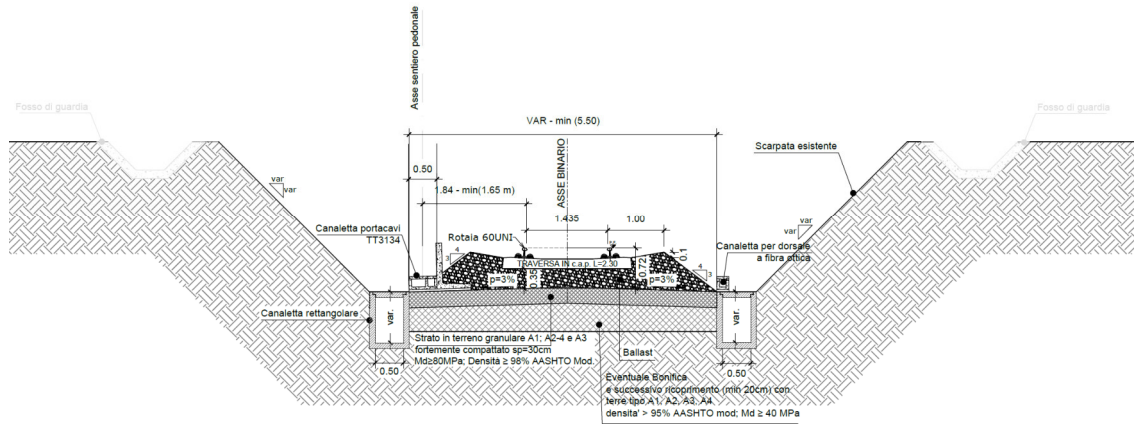 Asse sentiero pedonale
Fosso di guardia
Fosso di guardia
VAR - min (5.50)
Scarpata esistente
ASSE BINARIO
0.50
var
var
1.84 - min(1.65 m)
1.435
1.00
var
var
Canaletta portacavi
TT3134
Rotaia 60UNI
Canaletta per dorsale
a fibra ottica
4
3
0.1
TRAVERSA IN c.a.p. L=2.30
p=3%
0.35
0.72
p=3%
4
3
Canaletta rettangolare
var.
var.
Strato in terreno granulare A1; A2-4 e A3
fortemente compattato sp=30cm
Md≥80MPa; Densità ≥ 98% AASHTO Mod.
Ballast
0.50
0.50
Eventuale Bonifica
e successivo ricoprimento (min 20cm) con
terre tipo A1, A2, A3, A4
densita' > 95% AASHTO mod; Md ≥ 40 MPa